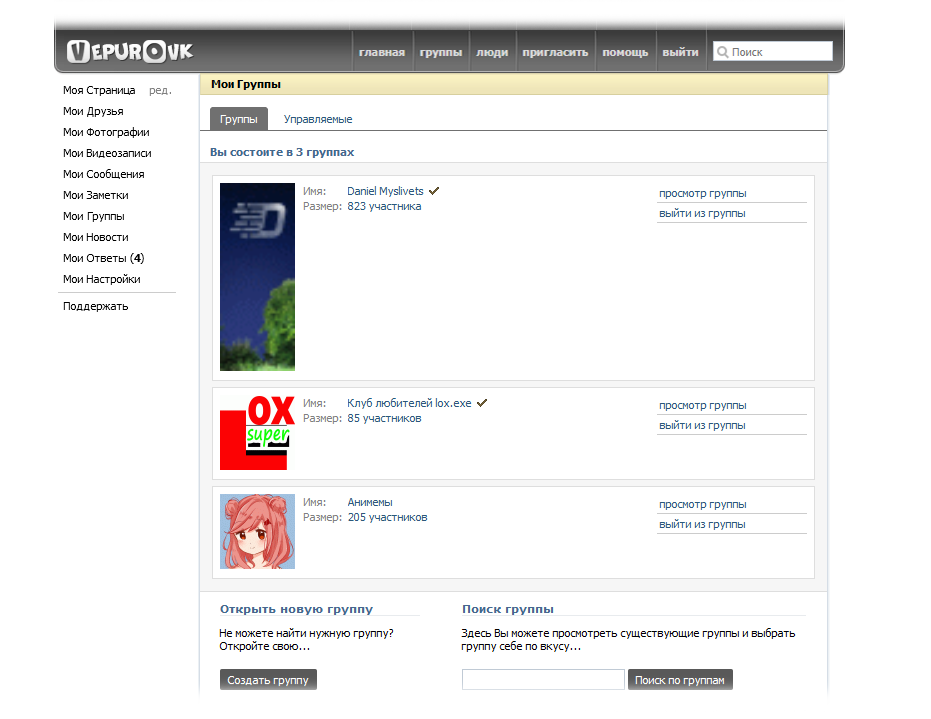 VEPUROVK
главная группы люди пригласить помощь выйти Поиск
Моя Страница ред.
Мои Друзья
Мои Фотографии
Мои Видеозаписи
Мои Сообщения
Мои Заметки
Мои Группы
Мои Новости
Мои Ответы (4)
Мои Настройки
Поддержать
Мои Группы
Группы Управляемые
Вы состоите в 3 группах
Имя: Daniel Myslivets
Размер: 823 участника
просмотр группы
выйти из группы
OX
super
Имя: Клуб любителей lox.exe
Размер: 85 участников
просмотр группы
выйти из группы
Имя: Анимемы
Размер: 205 участников
просмотр группы
выйти из группы
Открыть новую группу
Не можете найти нужную группу?
Откройте свою...
Создать группу
Поиск группы
Здесь Вы можете просмотреть существующие группы и выбрать
группу себе по вкусу...
Поиск по группам